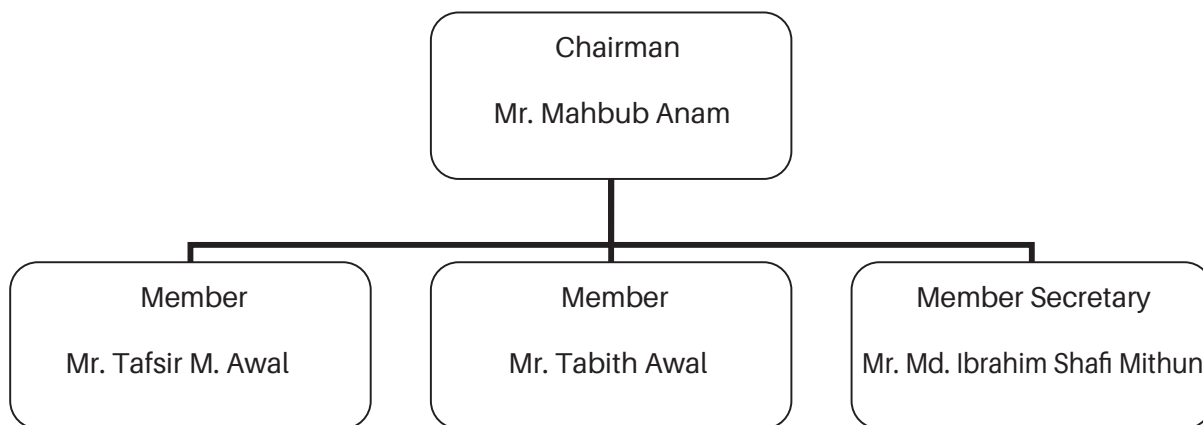 Chairman
Mr. Mahbub Anam
Member
Mr. Tafsir M. Awal
Member
Mr. Tabith Awal
Member Secretary
Mr. Md. Ibrahim Shafi Mithun